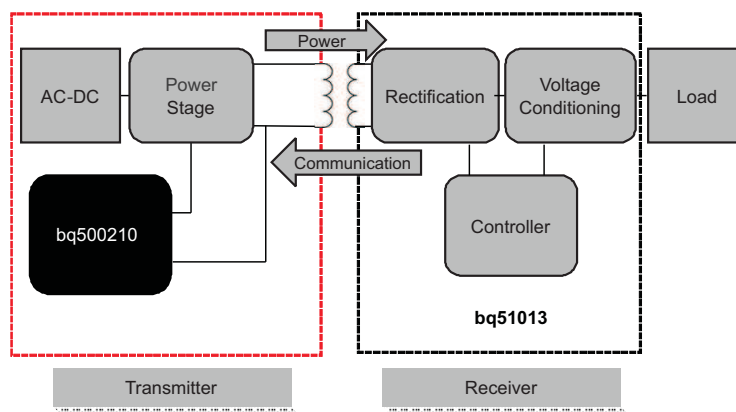 Power
AC-DC
Power
Stage
Rectification
Voltage
Conditioning
Load
Communication
bq500210
Controller
bq51013
Transmitter
Receiver